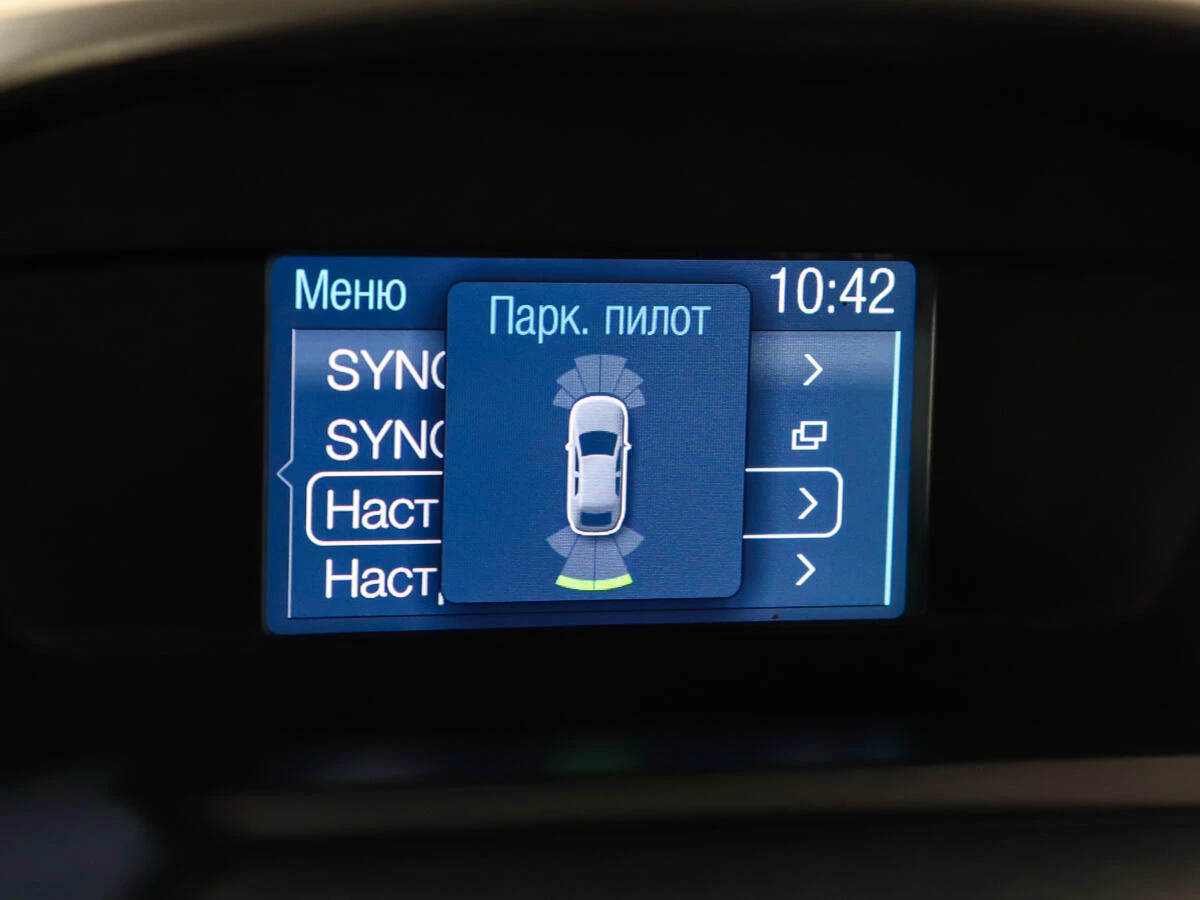 Меню
10:42
Парк. пилот
SYNC
SYNC
Наст
Наст